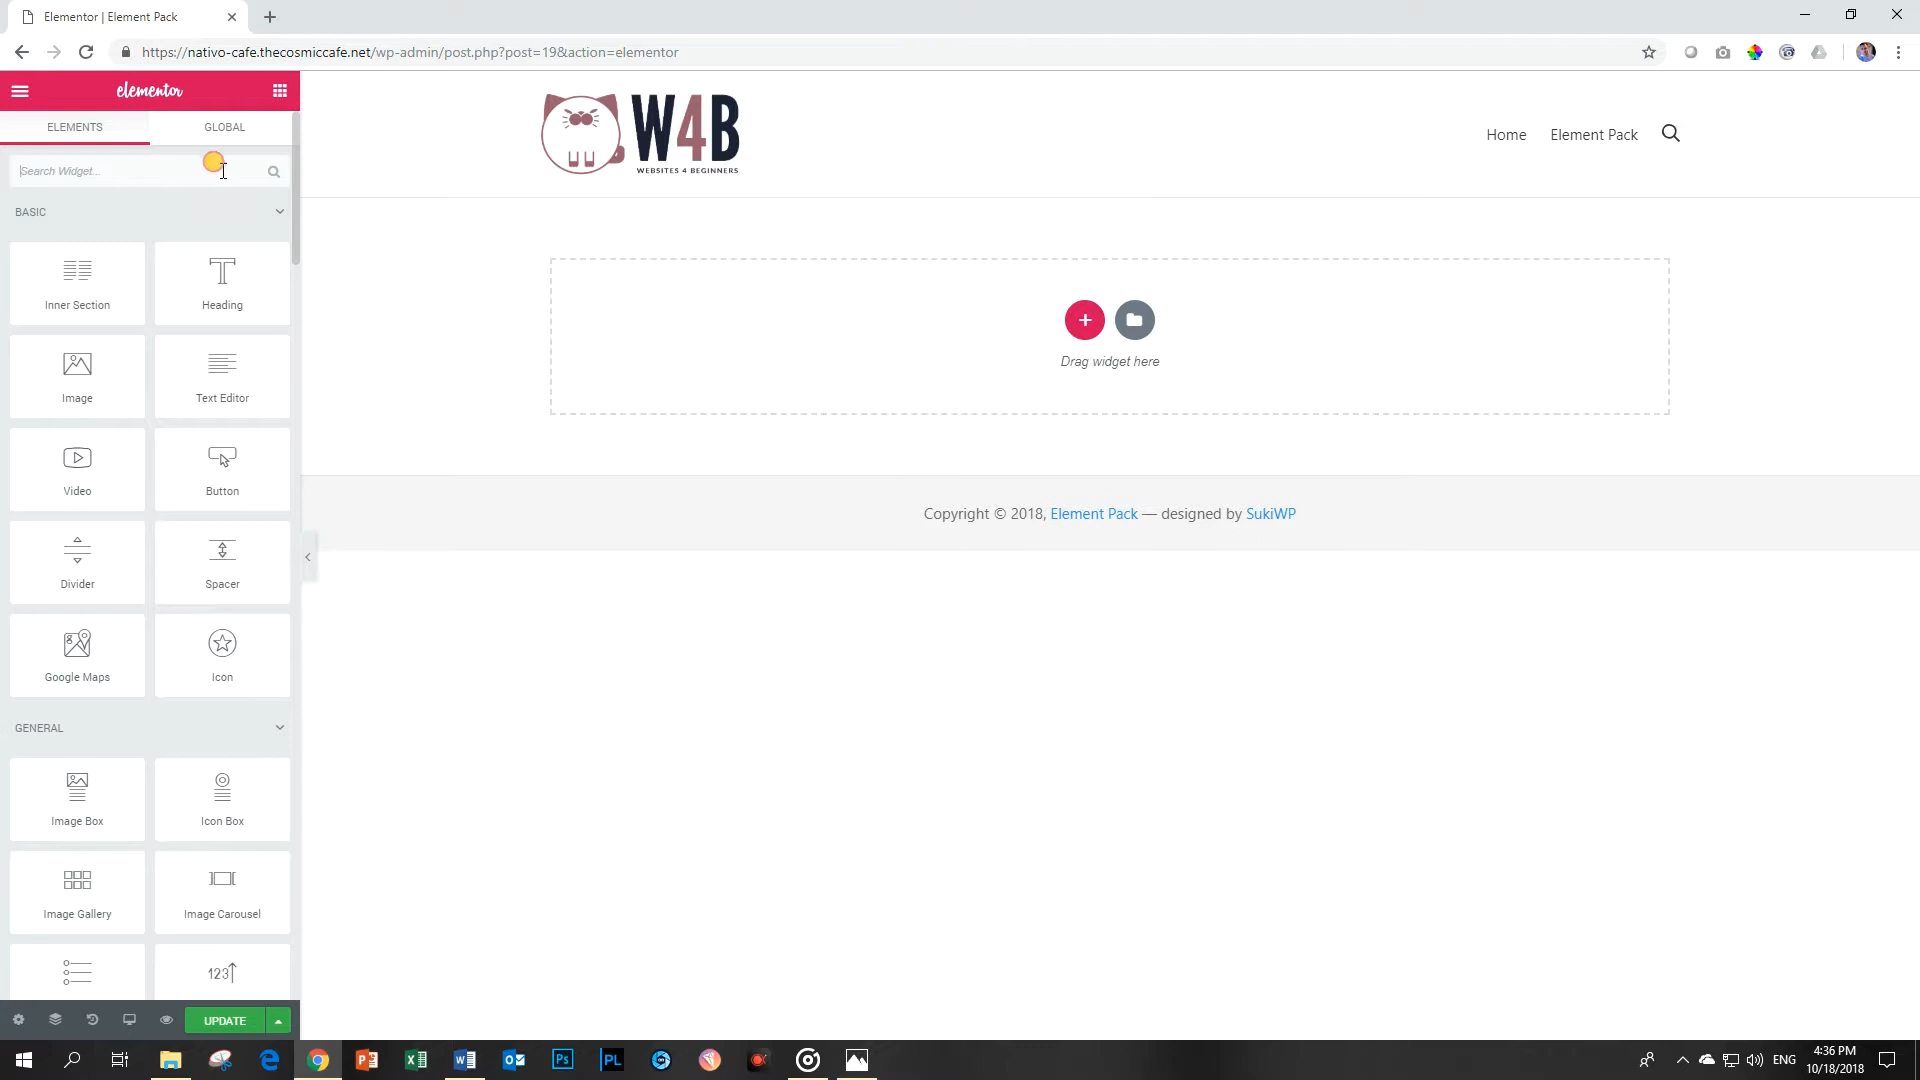 Elementor | Element Pack
https://nativo-cafe.thecosmiccafe.net/wp-admin/post.php?post=19&action=elementor
elementor
ELEMENTS
GLOBAL
Search Widget...
BASIC
Inner Section
Heading
Image
Text Editor
Video
Button
Divider
Spacer
Google Maps
Icon
GENERAL
Image Box
Icon Box
Image Gallery
Image Carousel
123
UPDATE
W4B
WEBSITES 4 BEGINNERS
Home
Element Pack
Drag widget here
Copyright © 2018, Element Pack — designed by SukiWP
Ps
PL
ENG
4:36 PM
10/18/2018